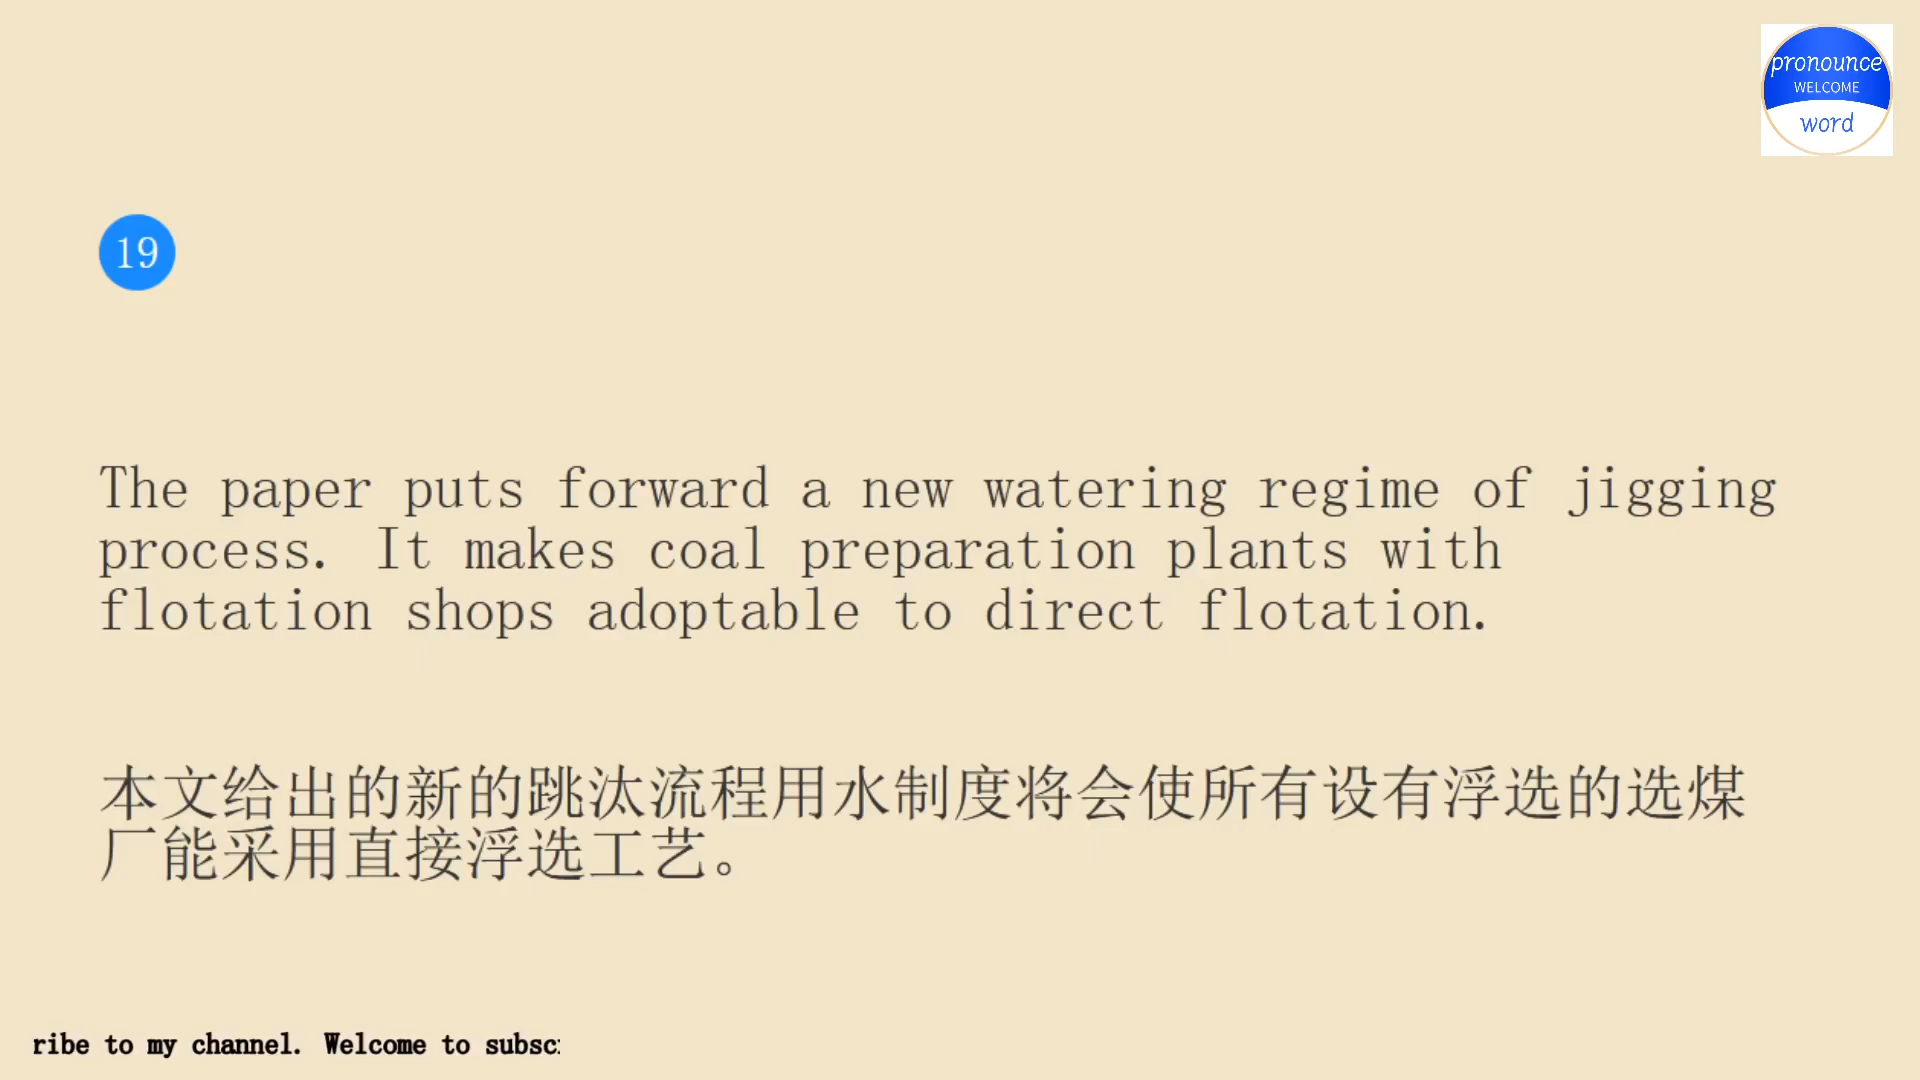 pronounce
WELCOME
word
19
The paper puts forward a new watering regime of jigging
process. It makes coal preparation plants with
flotation shops adoptable to direct flotation.
本文给出的新的跳汰流程用水制度将会使所有设有浮选的选煤
厂能采用直接浮选工艺。
ribe to my channel. Welcome to subsc